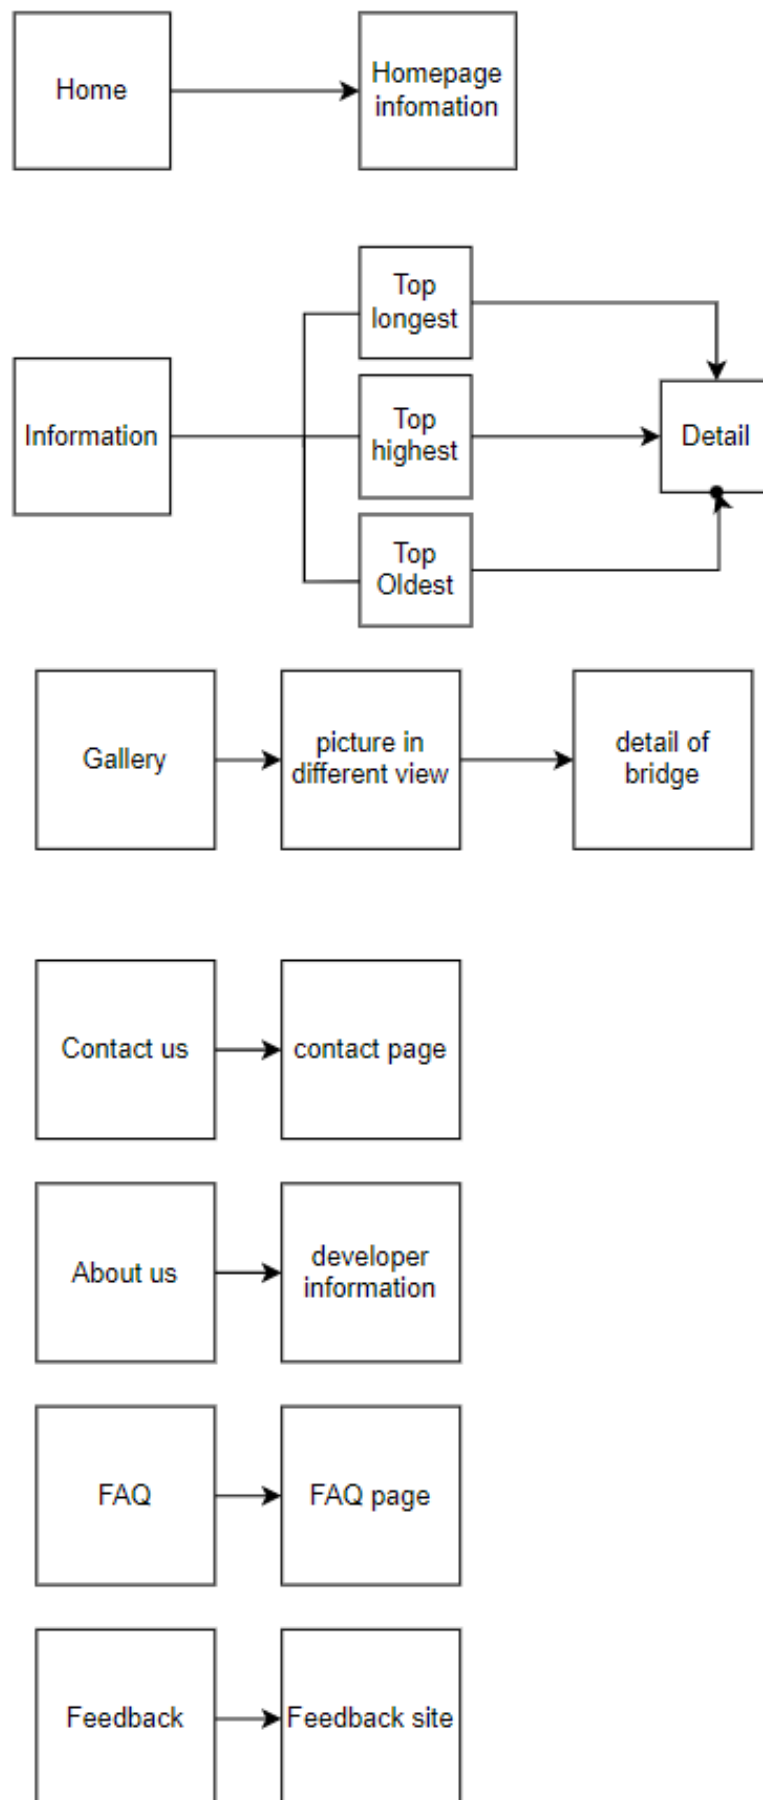 Home
Homepage
infomation
Top
longest
Information
Top
highest
Detail
Top
Oldest
Gallery
picture in
different view
detail of
bridge
Contact us
contact page
About us
developer
information
FAQ
FAQ page
Feedback
Feedback site